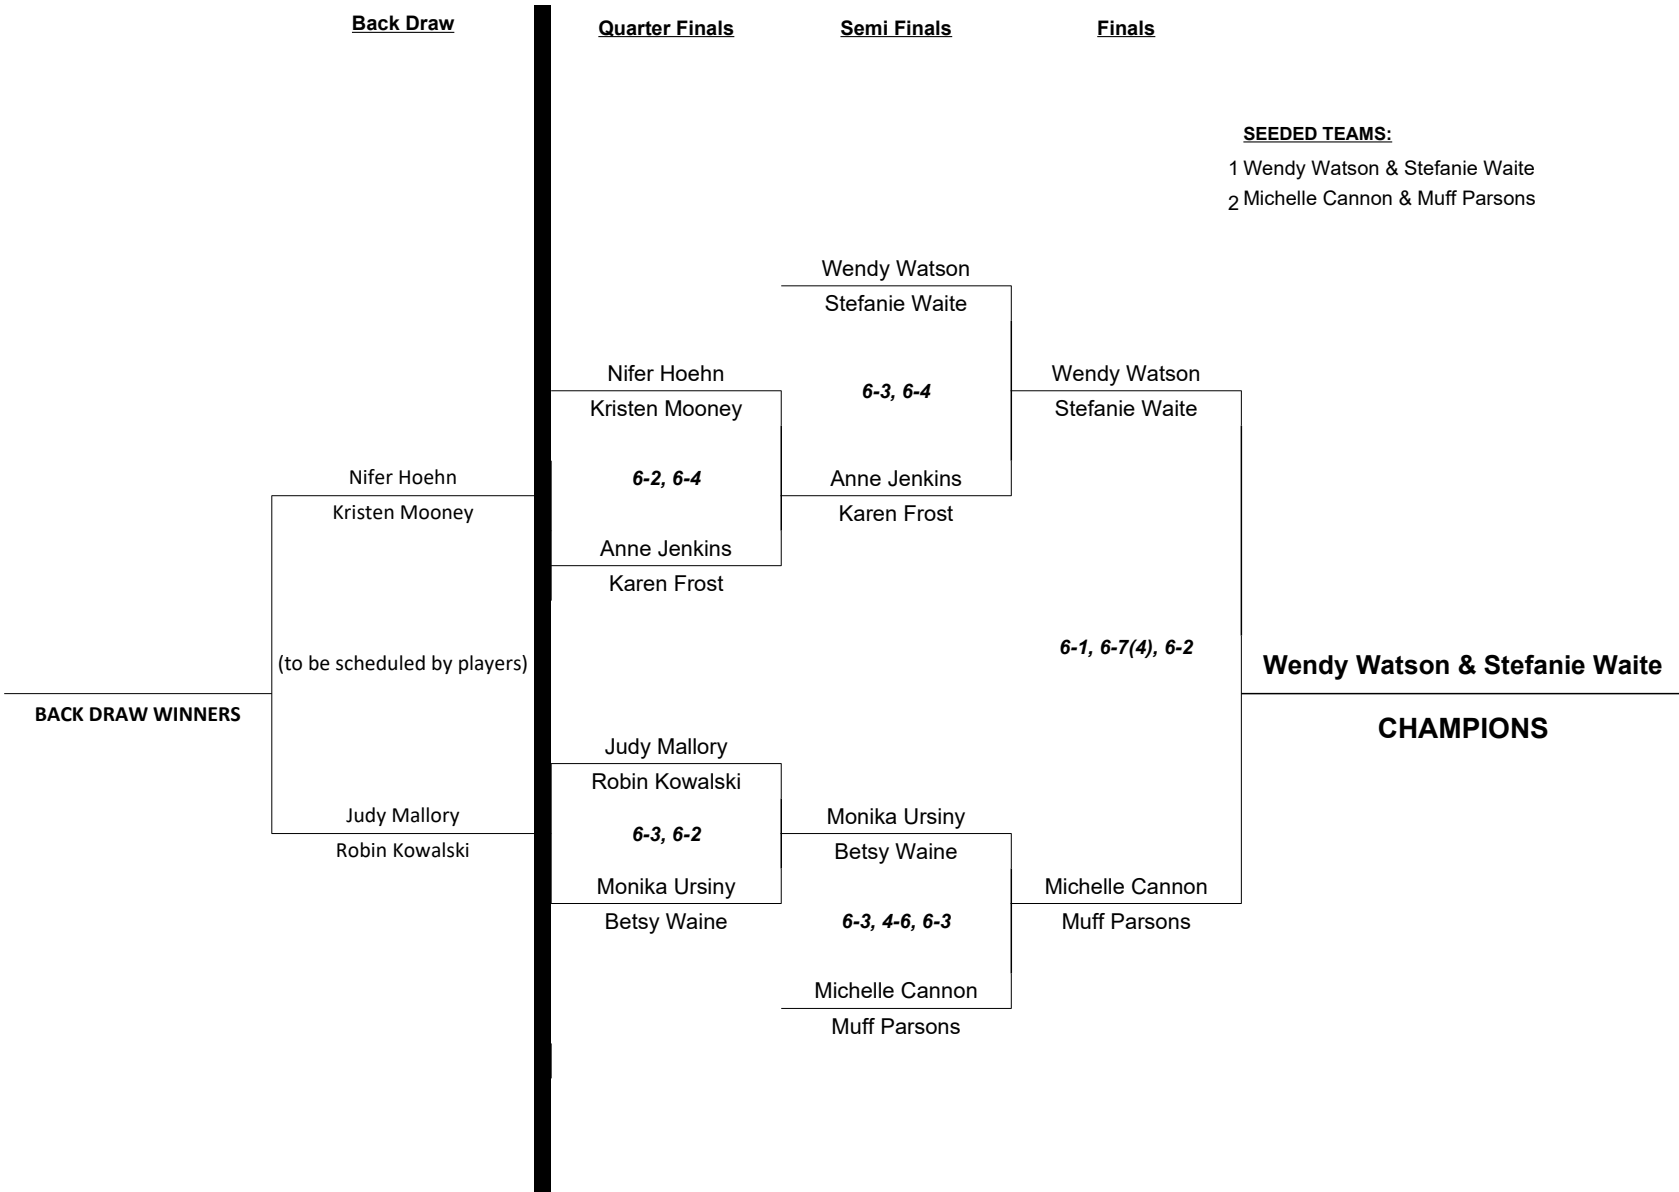 Back Draw
Quarter Finals
Semi Finals
Finals
SEEDED TEAMS:
1 Wendy Watson & Stefanie Waite
2 Michelle Cannon & Muff Parsons
Wendy Watson
Stefanie Waite
Nifer Hoehn
Kristen Mooney
6-3, 6-4
Wendy Watson
Stefanie Waite
Nifer Hoehn
Kristen Mooney
6-2, 6-4
Anne Jenkins
Karen Frost
Anne Jenkins
Karen Frost
(to be scheduled by players)
6-1, 6-7(4), 6-2
Wendy Watson & Stefanie Waite
BACK DRAW WINNERS
CHAMPIONS
Judy Mallory
Robin Kowalski
Judy Mallory
Robin Kowalski
6-3, 6-2
Monika Ursiny
Betsy Waine
Monika Ursiny
Betsy Waine
6-3, 4-6, 6-3
Michelle Cannon
Muff Parsons
Michelle Cannon
Muff Parsons